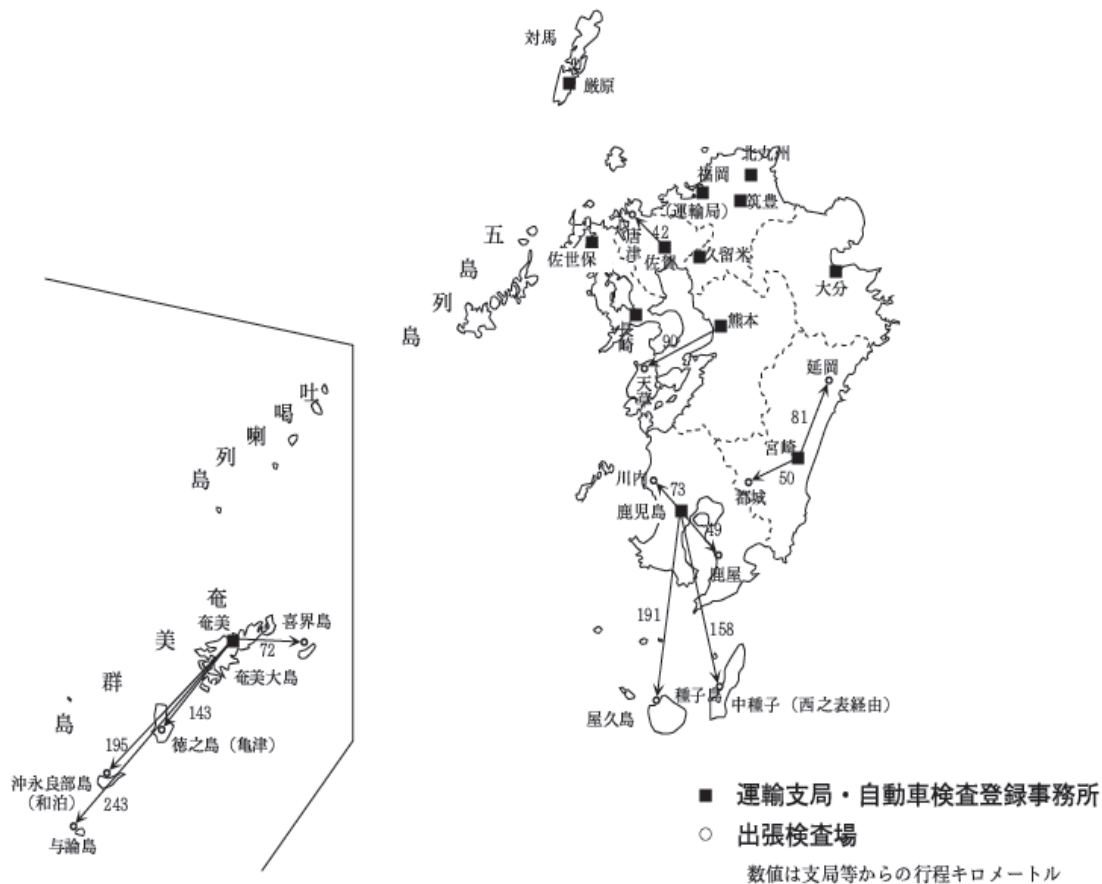 対馬
厳原
北九州
福岡
(運輸局)
筑豊
五島列島
佐世保
唐津
42
佐賀
久留米
大分
長崎
熊本
90
天草
延岡
81
宮崎
50
都城
吐噶喇列島
川内
73
鹿児島
49
鹿屋
191
158
種子島
中種子(西之表経由)
屋久島
奄美群島
奄美
喜界島
72
奄美大島
143
徳之島(亀津)
195
沖永良部島
(和泊)
243
与論島
■ 運輸支局・自動車検査登録事務所
○ 出張検査場
数値は支局等からの行程キロメートル